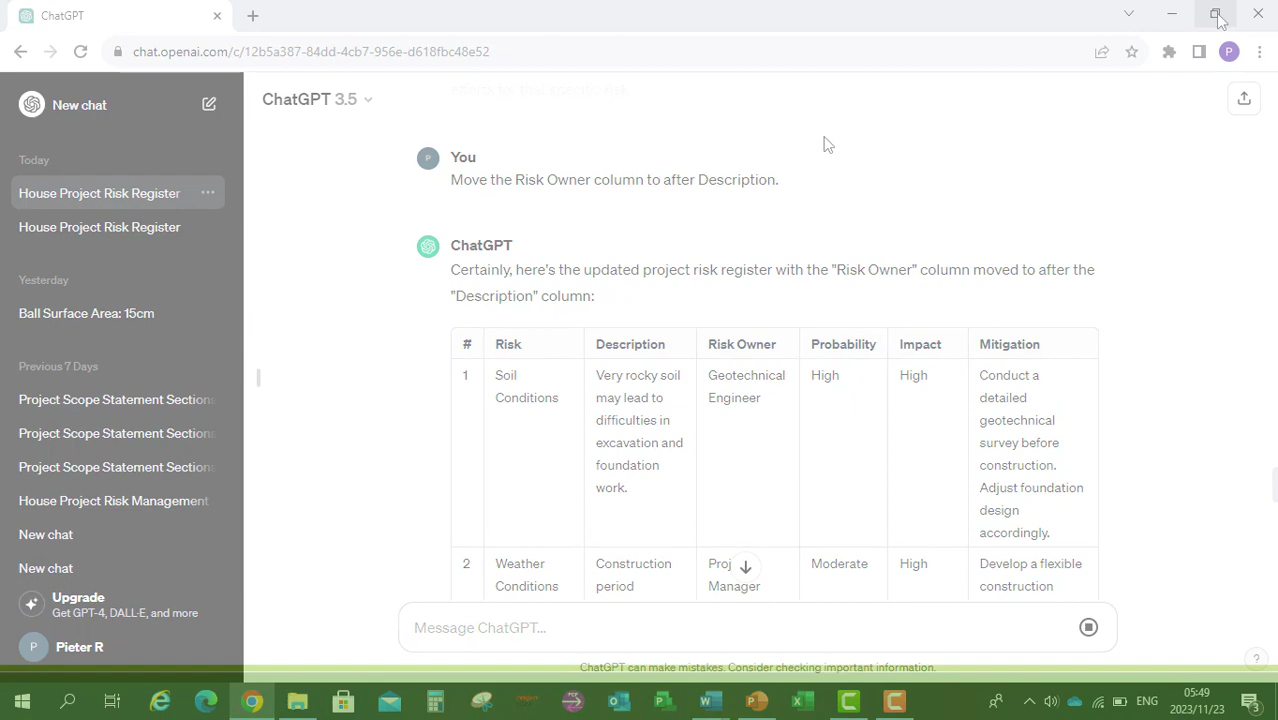 ChatGPT
chat.openai.com/c/12b5a387-84dd-4cb7-956e-d618fbc48e52
P
New chat
Today
House Project Risk Register
House Project Risk Register
Yesterday
Ball Surface Area: 15cm
Previous 7 Days
Project Scope Statement Sections
Project Scope Statement Sections
Project Scope Statement Sections
House Project Risk Management
New chat
New chat
Upgrade
Get GPT-4, DALL-E, and more
P
Pieter R
ChatGPT 3.5
P
You
Move the Risk Owner column to after Description.
ChatGPT
Certainly, here's the updated project risk register with the "Risk Owner" column moved to after the
"Description" column:
# Risk Description Risk Owner Probability Impact Mitigation
1 Soil Very rocky soil Geotechnical High High Conduct a
Conditions may lead to Engineer detailed
difficulties in geotechnical
excavation and survey before
foundation construction.
work. Adjust foundation
design
accordingly.
2 Weather Construction Moderate High Develop a flexible
Conditions period Manager construction
Message ChatGPT...
ChatGPT can make mistakes. Consider checking important information.
?
ENG
05:49
2023/11/23
3